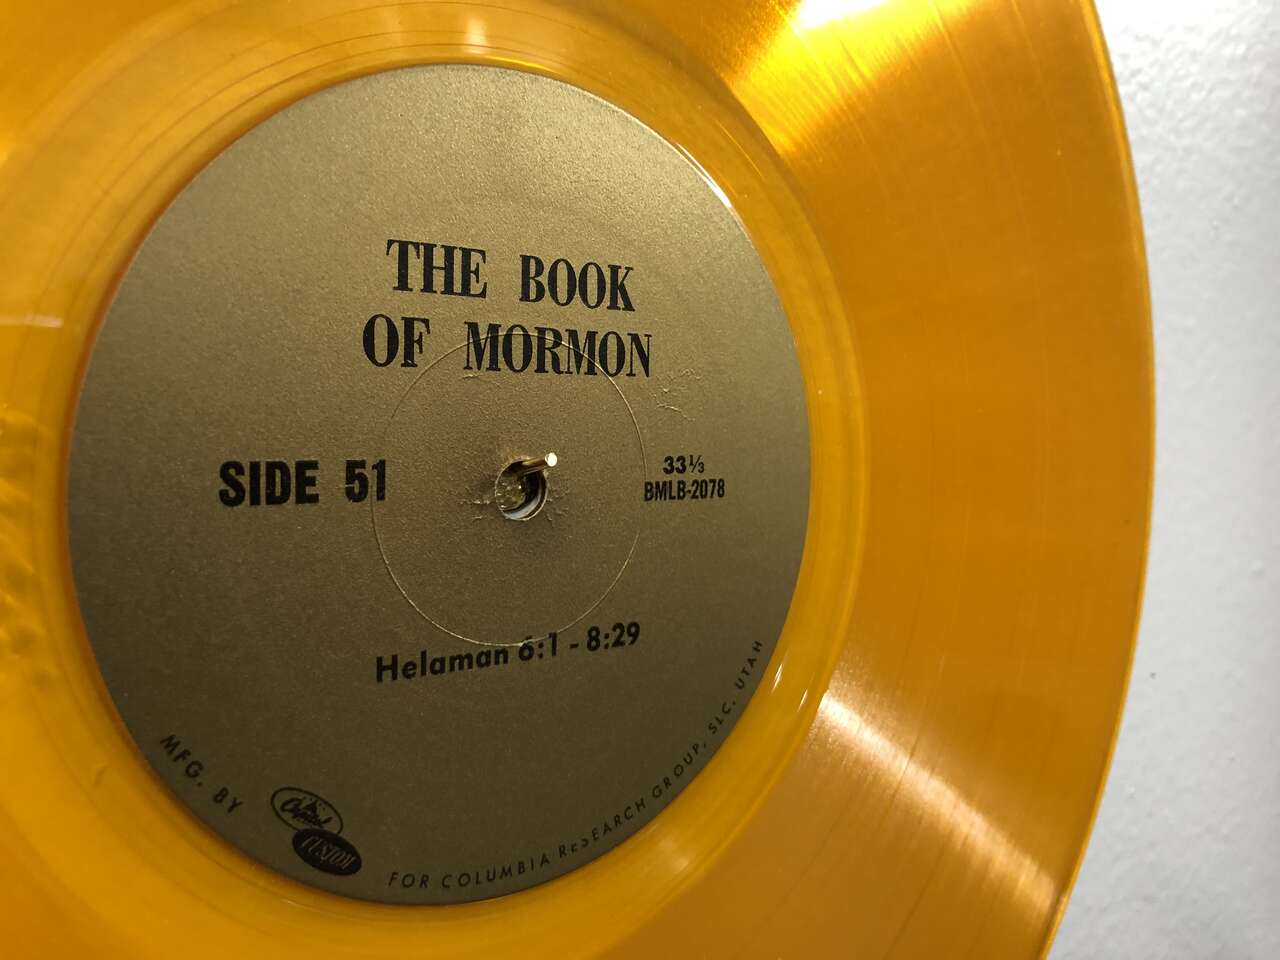 THE BOOK
OF MORMON
SIDE 51
33⅓
BMLB-2078
Helaman 6:1 - 8:29
MFG. BY
Capitol
CUSTOM
FOR COLUMBIA RESEARCH GROUP, SLC, UTAH